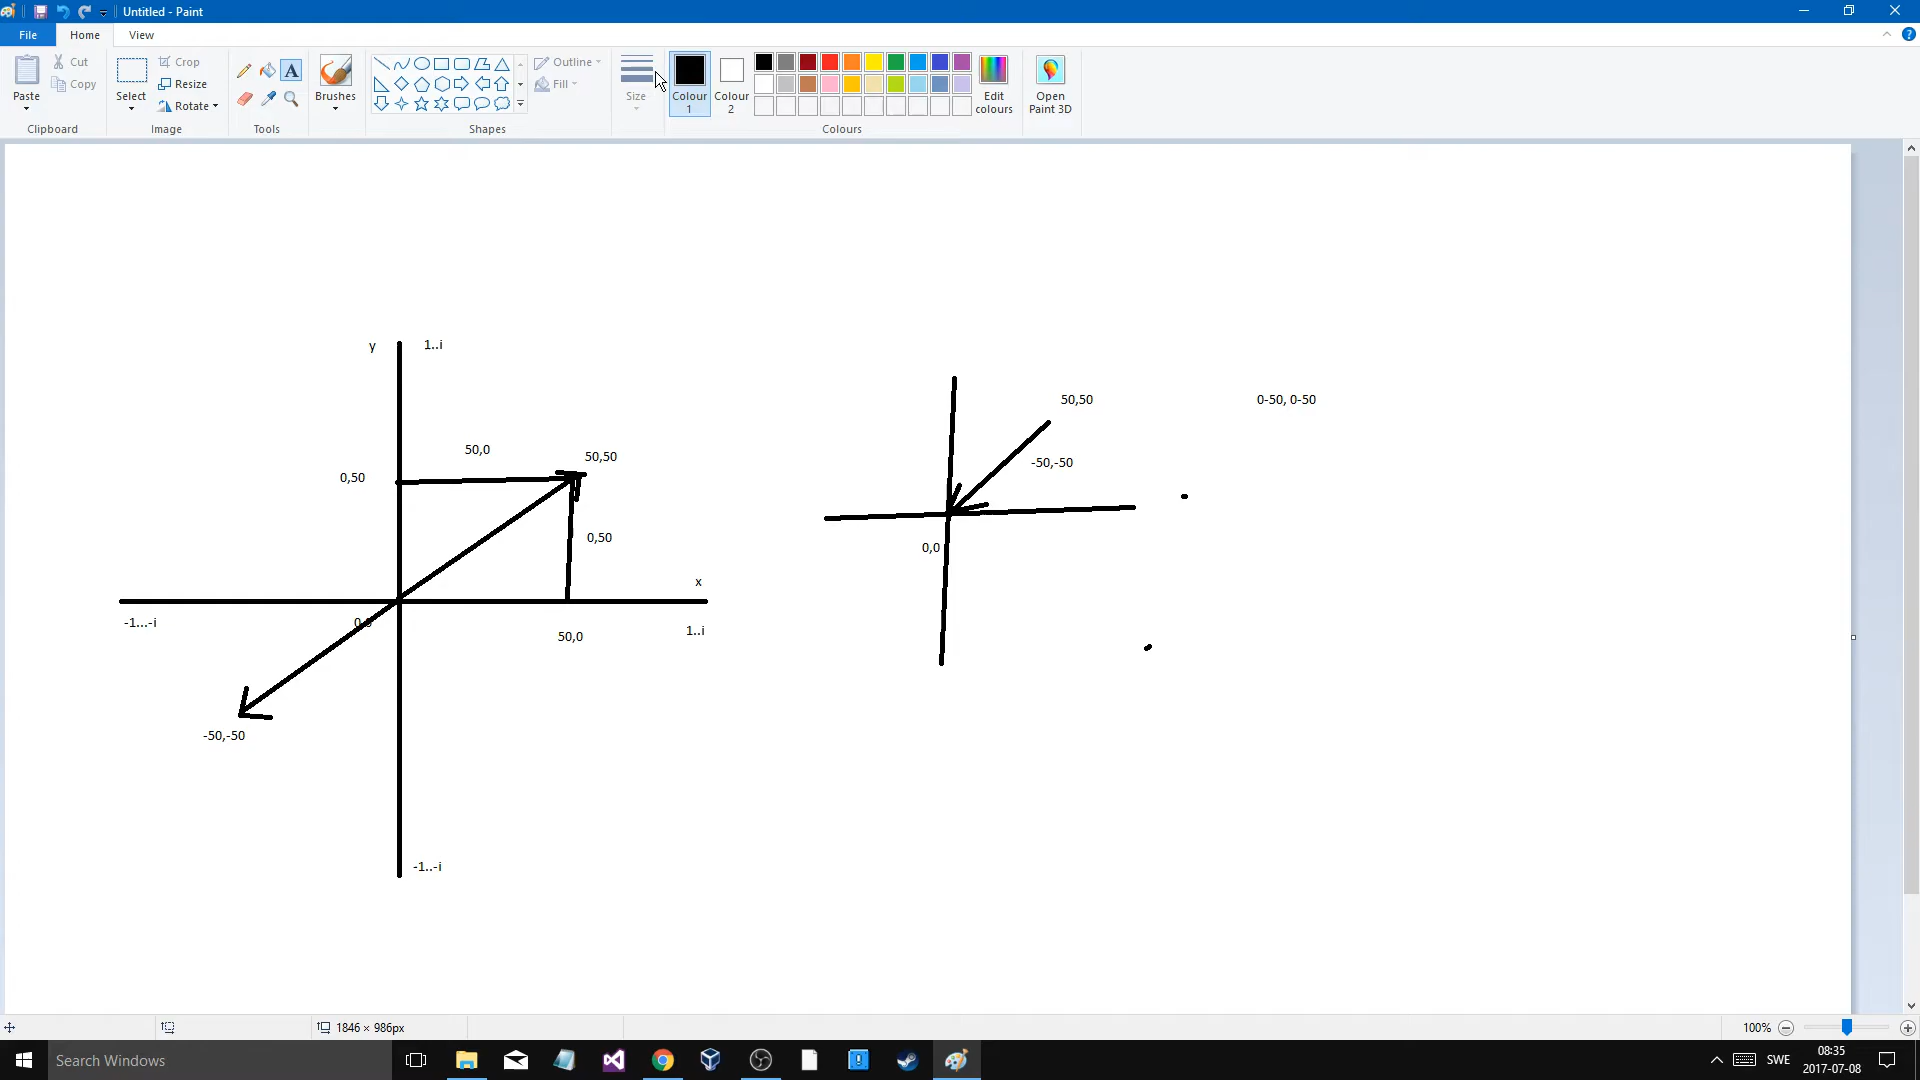 Untitled - Paint
File Home View
Paste
Cut
Copy
Clipboard
Select
Crop
Resize
Rotate
Image
A
Tools
Brushes
Shapes
Outline
Fill
Size
Colour 1
Colour 2
Colours
Edit colours
Open Paint 3D
y 1..i
50,0
50,50
0,50
0,50
x
-1...-i
50,0
1..i
-50,-50
-1..-i
50,50
0-50, 0-50
-50,-50
0,0
1846 × 986px
100%
Search Windows
SWE
08:35
2017-07-08